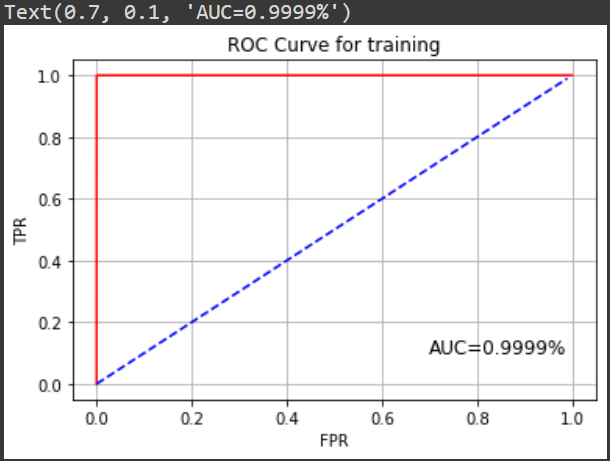 Text(0.7, 0.1, 'AUC=0.9999%')
ROC Curve for training
1.0
0.8
0.6
0.4
0.2
0.0
TPR
AUC=0.9999%
0.0 0.2 0.4 0.6 0.8 1.0
FPR